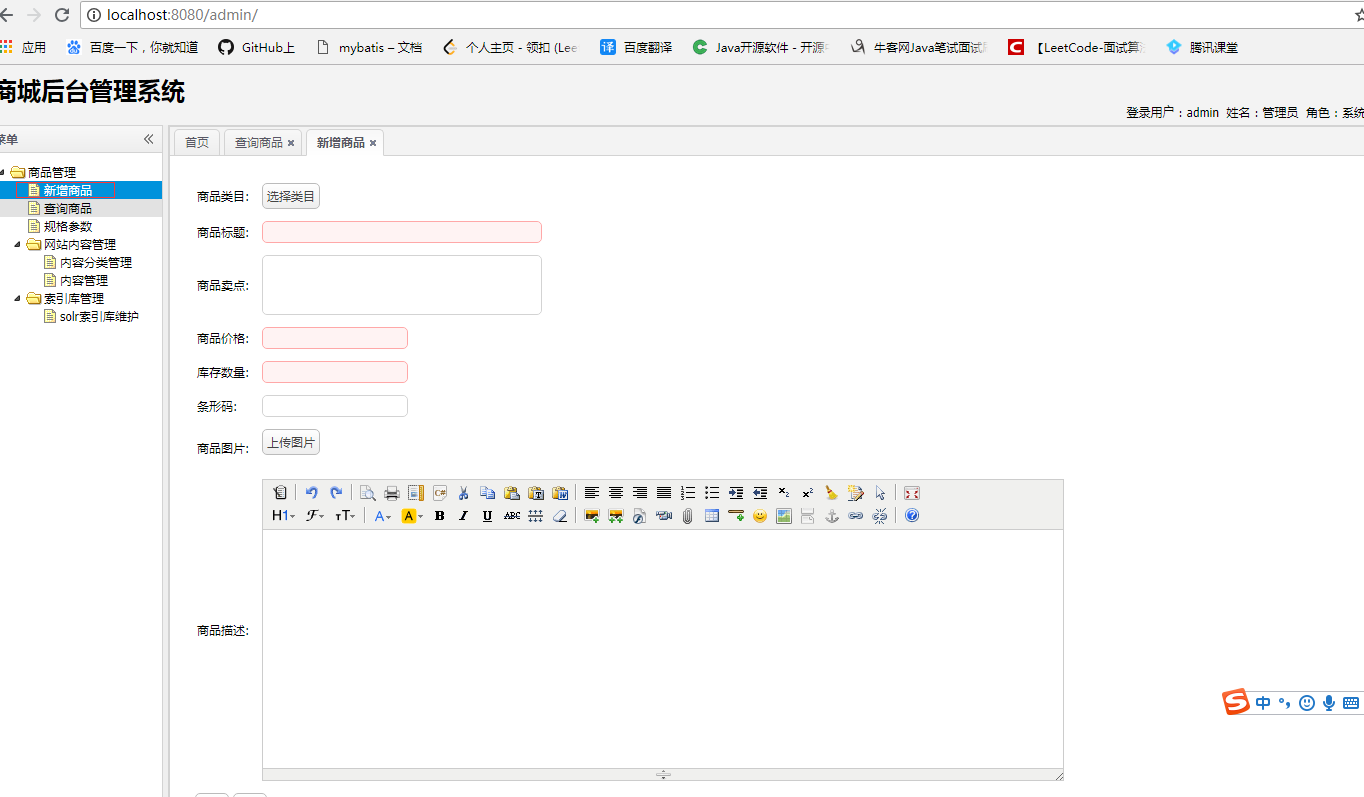 localhost:8080/admin/
应用 百度一下，你就知道 GitHub上 mybatis – 文档 个人主页 - 领扣 (Lee 百度翻译 Java开源软件 - 开源 牛客网Java笔试面试 【LeetCode-面试算 腾讯课堂
商城后台管理系统
登录用户：admin 姓名：管理员 角色：系统
菜单
首页 查询商品 新增商品
商品管理
新增商品
查询商品
规格参数
网站内容管理
内容分类管理
内容管理
索引库管理
solr索引库维护
商品类目: 选择类目
商品标题:
商品卖点:
商品价格:
库存数量:
条形码:
商品图片: 上传图片
H1 F тT A A B I U ABC
商品描述:
中